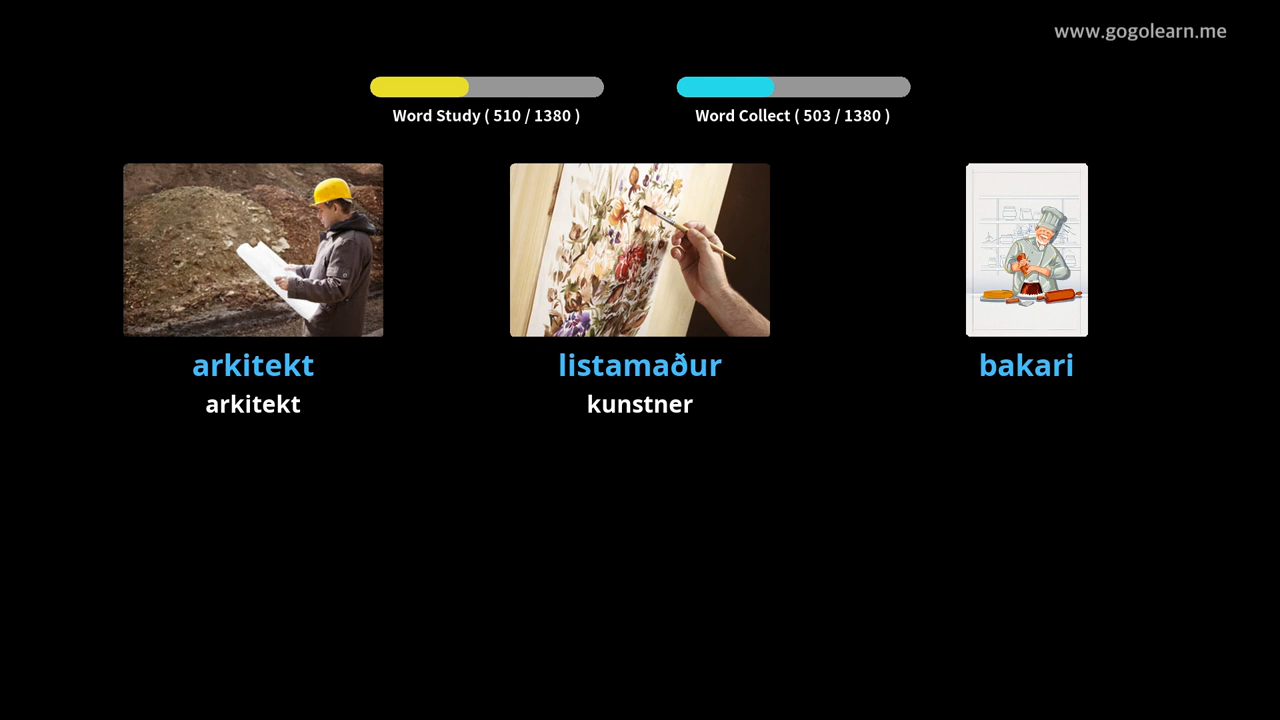 www.gogolearn.me
Word Study ( 510 / 1380 )
Word Collect ( 503 / 1380 )
arkitekt
listamaður
bakari
arkitekt
kunstner